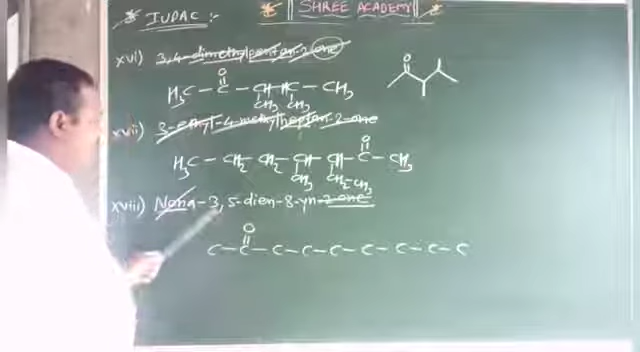 IUPAC :-
SHREE ACADEMY
xvi) 3,4-dimethylpentan-2-one
O
H3C - C - CH - CH - CH3
CH3 CH3
O
xvii) 3-ethyl-4-methylheptan-2-one
O
H3C - CH2 - CH2 - CH - CH - C - CH3
CH3 CH2-CH3
xviii) Nona-3,5-dien-8-yn-2-one
O
C - C - C - C - C - C - C - C - C